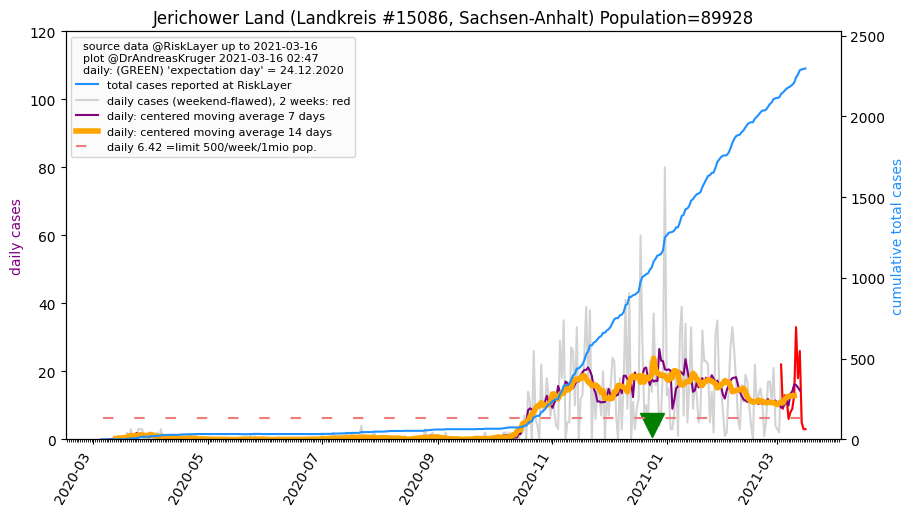 Jerichower Land (Landkreis #15086, Sachsen-Anhalt) Population=89928
source data @RiskLayer up to 2021-03-16
plot @DrAndreasKruger 2021-03-16 02:47
daily: (GREEN) 'expectation day' = 24.12.2020
total cases reported at RiskLayer
daily cases (weekend-flawed), 2 weeks: red
daily: centered moving average 7 days
daily: centered moving average 14 days
daily 6.42 =limit 500/week/1mio pop.
daily cases
120
100
80
60
40
20
0
cumulative total cases
2500
2000
1500
1000
500
0
2020-03
2020-05
2020-07
2020-09
2020-11
2021-01
2021-03